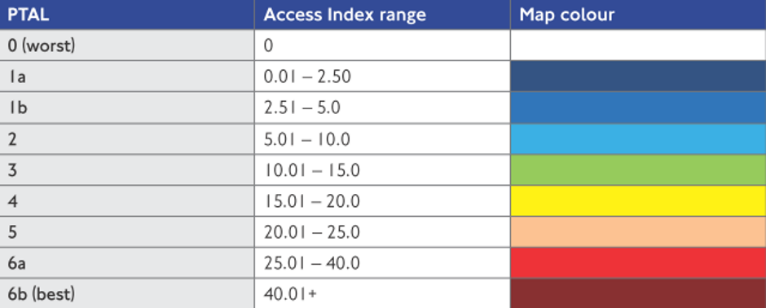 PTAL Access Index range Map colour
0 (worst) 0
1a 0.01 – 2.50
1b 2.51 – 5.0
2 5.01 – 10.0
3 10.01 – 15.0
4 15.01 – 20.0
5 20.01 – 25.0
6a 25.01 – 40.0
6b (best) 40.01+